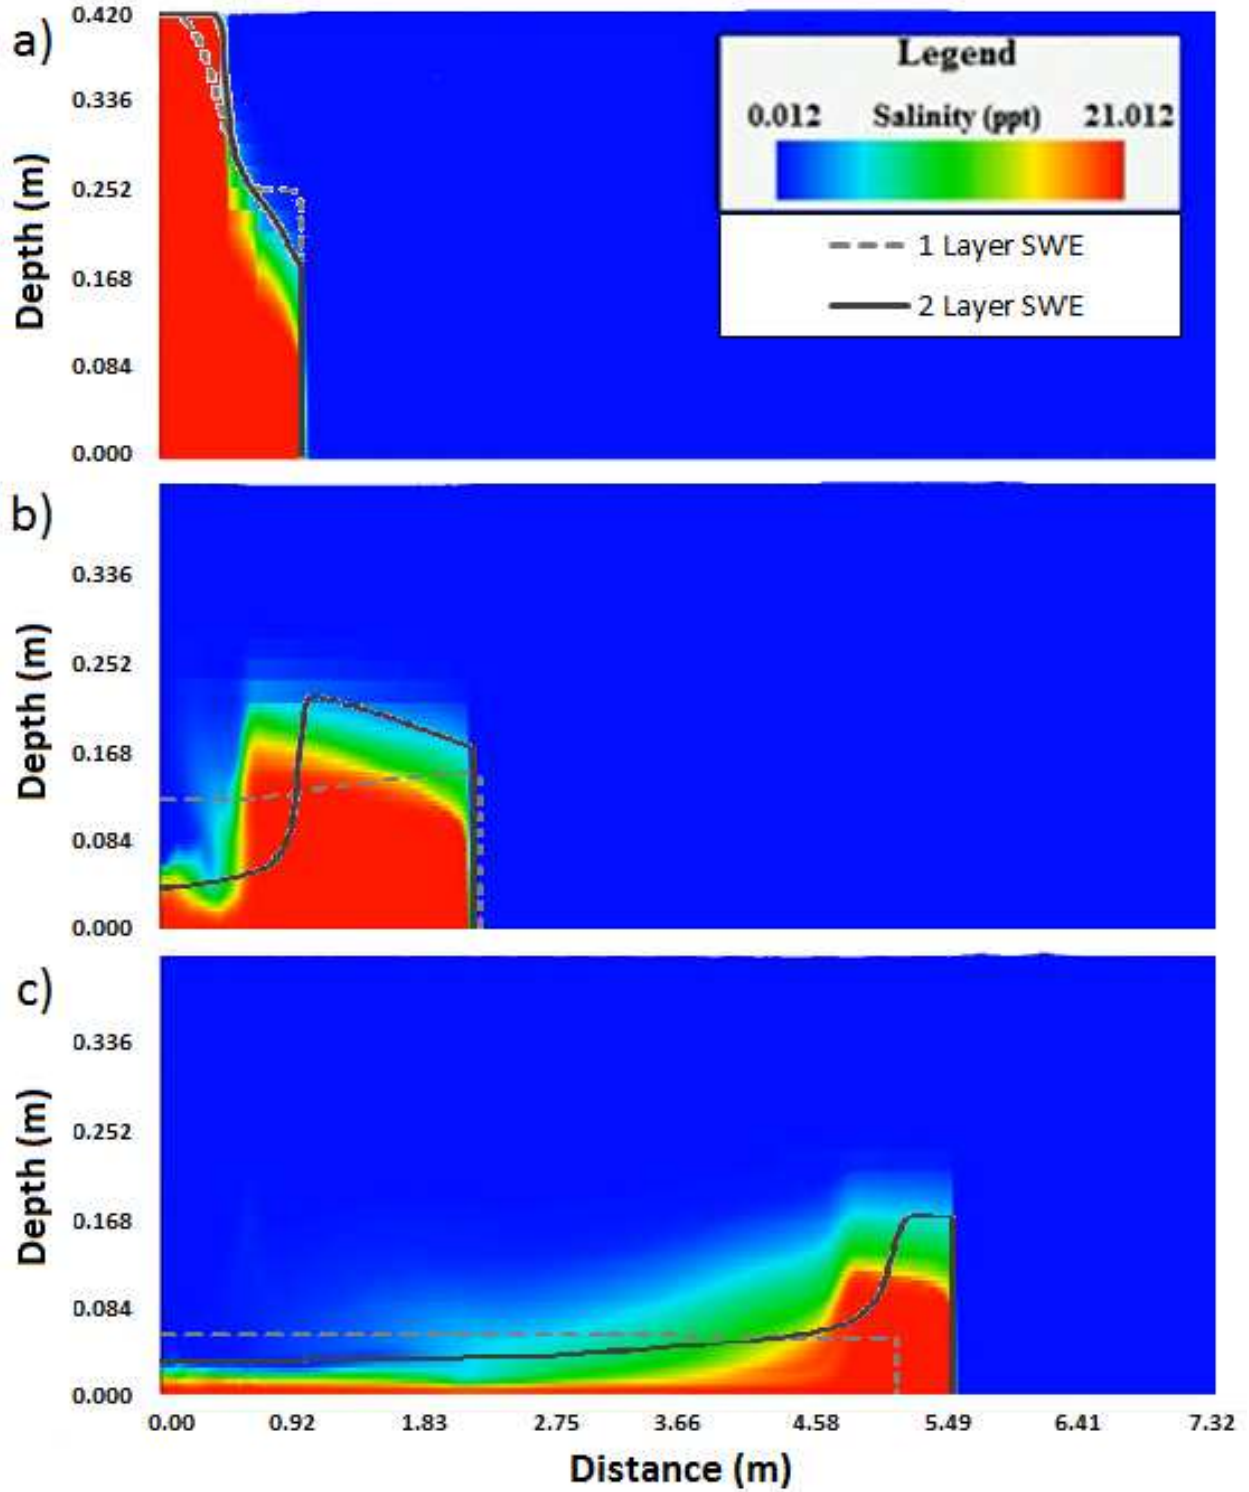 a)
0.420
0.336
0.252
0.168
0.084
0.000
Depth (m)
Legend
0.012 Salinity (ppt) 21.012
1 Layer SWE
2 Layer SWE
b)
0.336
0.252
0.168
0.084
0.000
Depth (m)
c)
0.336
0.252
0.168
0.084
0.000
Depth (m)
0.00 0.92 1.83 2.75 3.66 4.58 5.49 6.41 7.32
Distance (m)